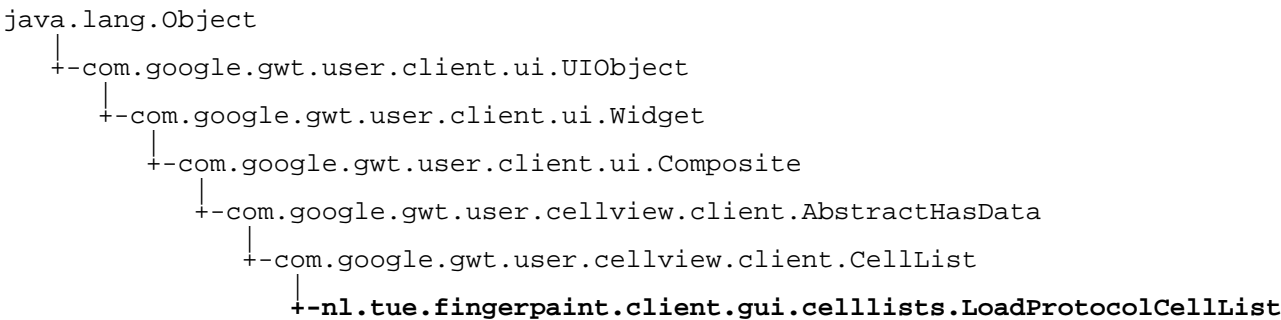 java.lang.Object
|
+-com.google.gwt.user.client.ui.UIObject
|
+-com.google.gwt.user.client.ui.Widget
|
+-com.google.gwt.user.client.ui.Composite
|
+-com.google.gwt.user.cellview.client.AbstractHasData
|
+-com.google.gwt.user.cellview.client.CellList
|
+-nl.tue.fingerpaint.client.gui.celllists.LoadProtocolCellList